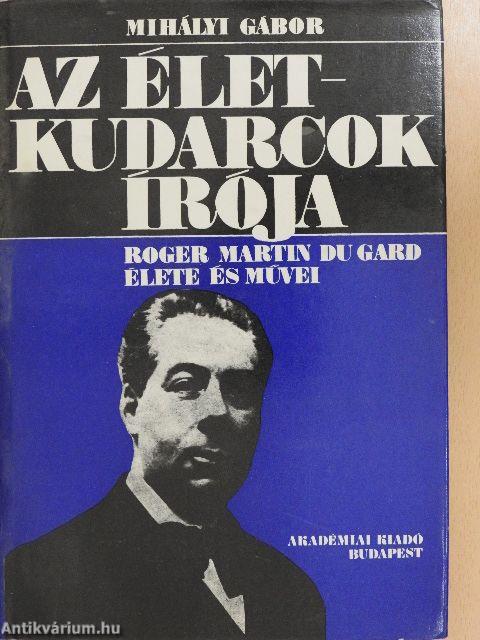 MIHÁLYI GÁBOR
AZ ÉLET-
KUDARCOK
ÍRÓJA
ROGER MARTIN DU GARD
ÉLETE ÉS MŰVEI
AKADÉMIAI KIADÓ
BUDAPEST
Antikvárium.hu